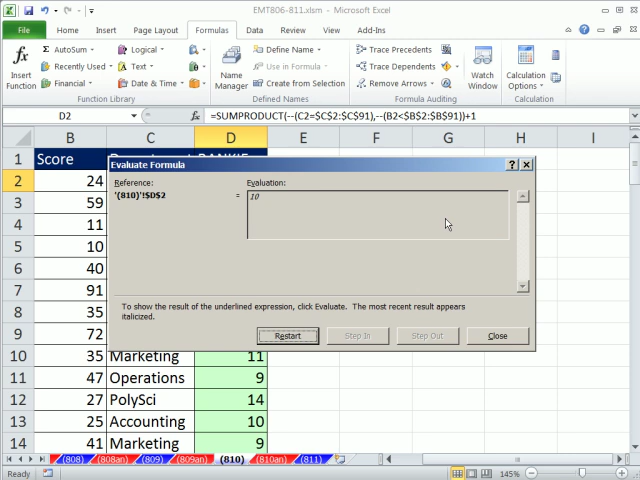 EMT806-811.xlsm - Microsoft Excel
File Home Insert Page Layout Formulas Data Review View Add-Ins
Insert Function
AutoSum
Recently Used
Financial
Logical
Text
Date & Time
Function Library
Name Manager
Define Name
Use in Formula
Create from Selection
Defined Names
Trace Precedents
Trace Dependents
Remove Arrows
Formula Auditing
Watch Window
Calculation Options
Calculation
D2 fx =SUMPRODUCT(--(C2=$C$2:$C$91),--(B2<$B$2:$B$91))+1
B C D E F G H I
1 Score
2 24
3 59
4 11
5 10
6 40
7 91
8 35
9 72
10 35 Marketing 11
11 47 Operations 9
12 27 PolySci 14
13 25 Accounting 10
14 41 Marketing 9
Evaluate Formula
Reference: Evaluation:
'(810)'!$D$2 = 10
To show the result of the underlined expression, click Evaluate. The most recent result appears
italicized.
Restart Step In Step Out Close
(808) (808an) (809) (809an) (810) (810an) (811)
Ready 145%